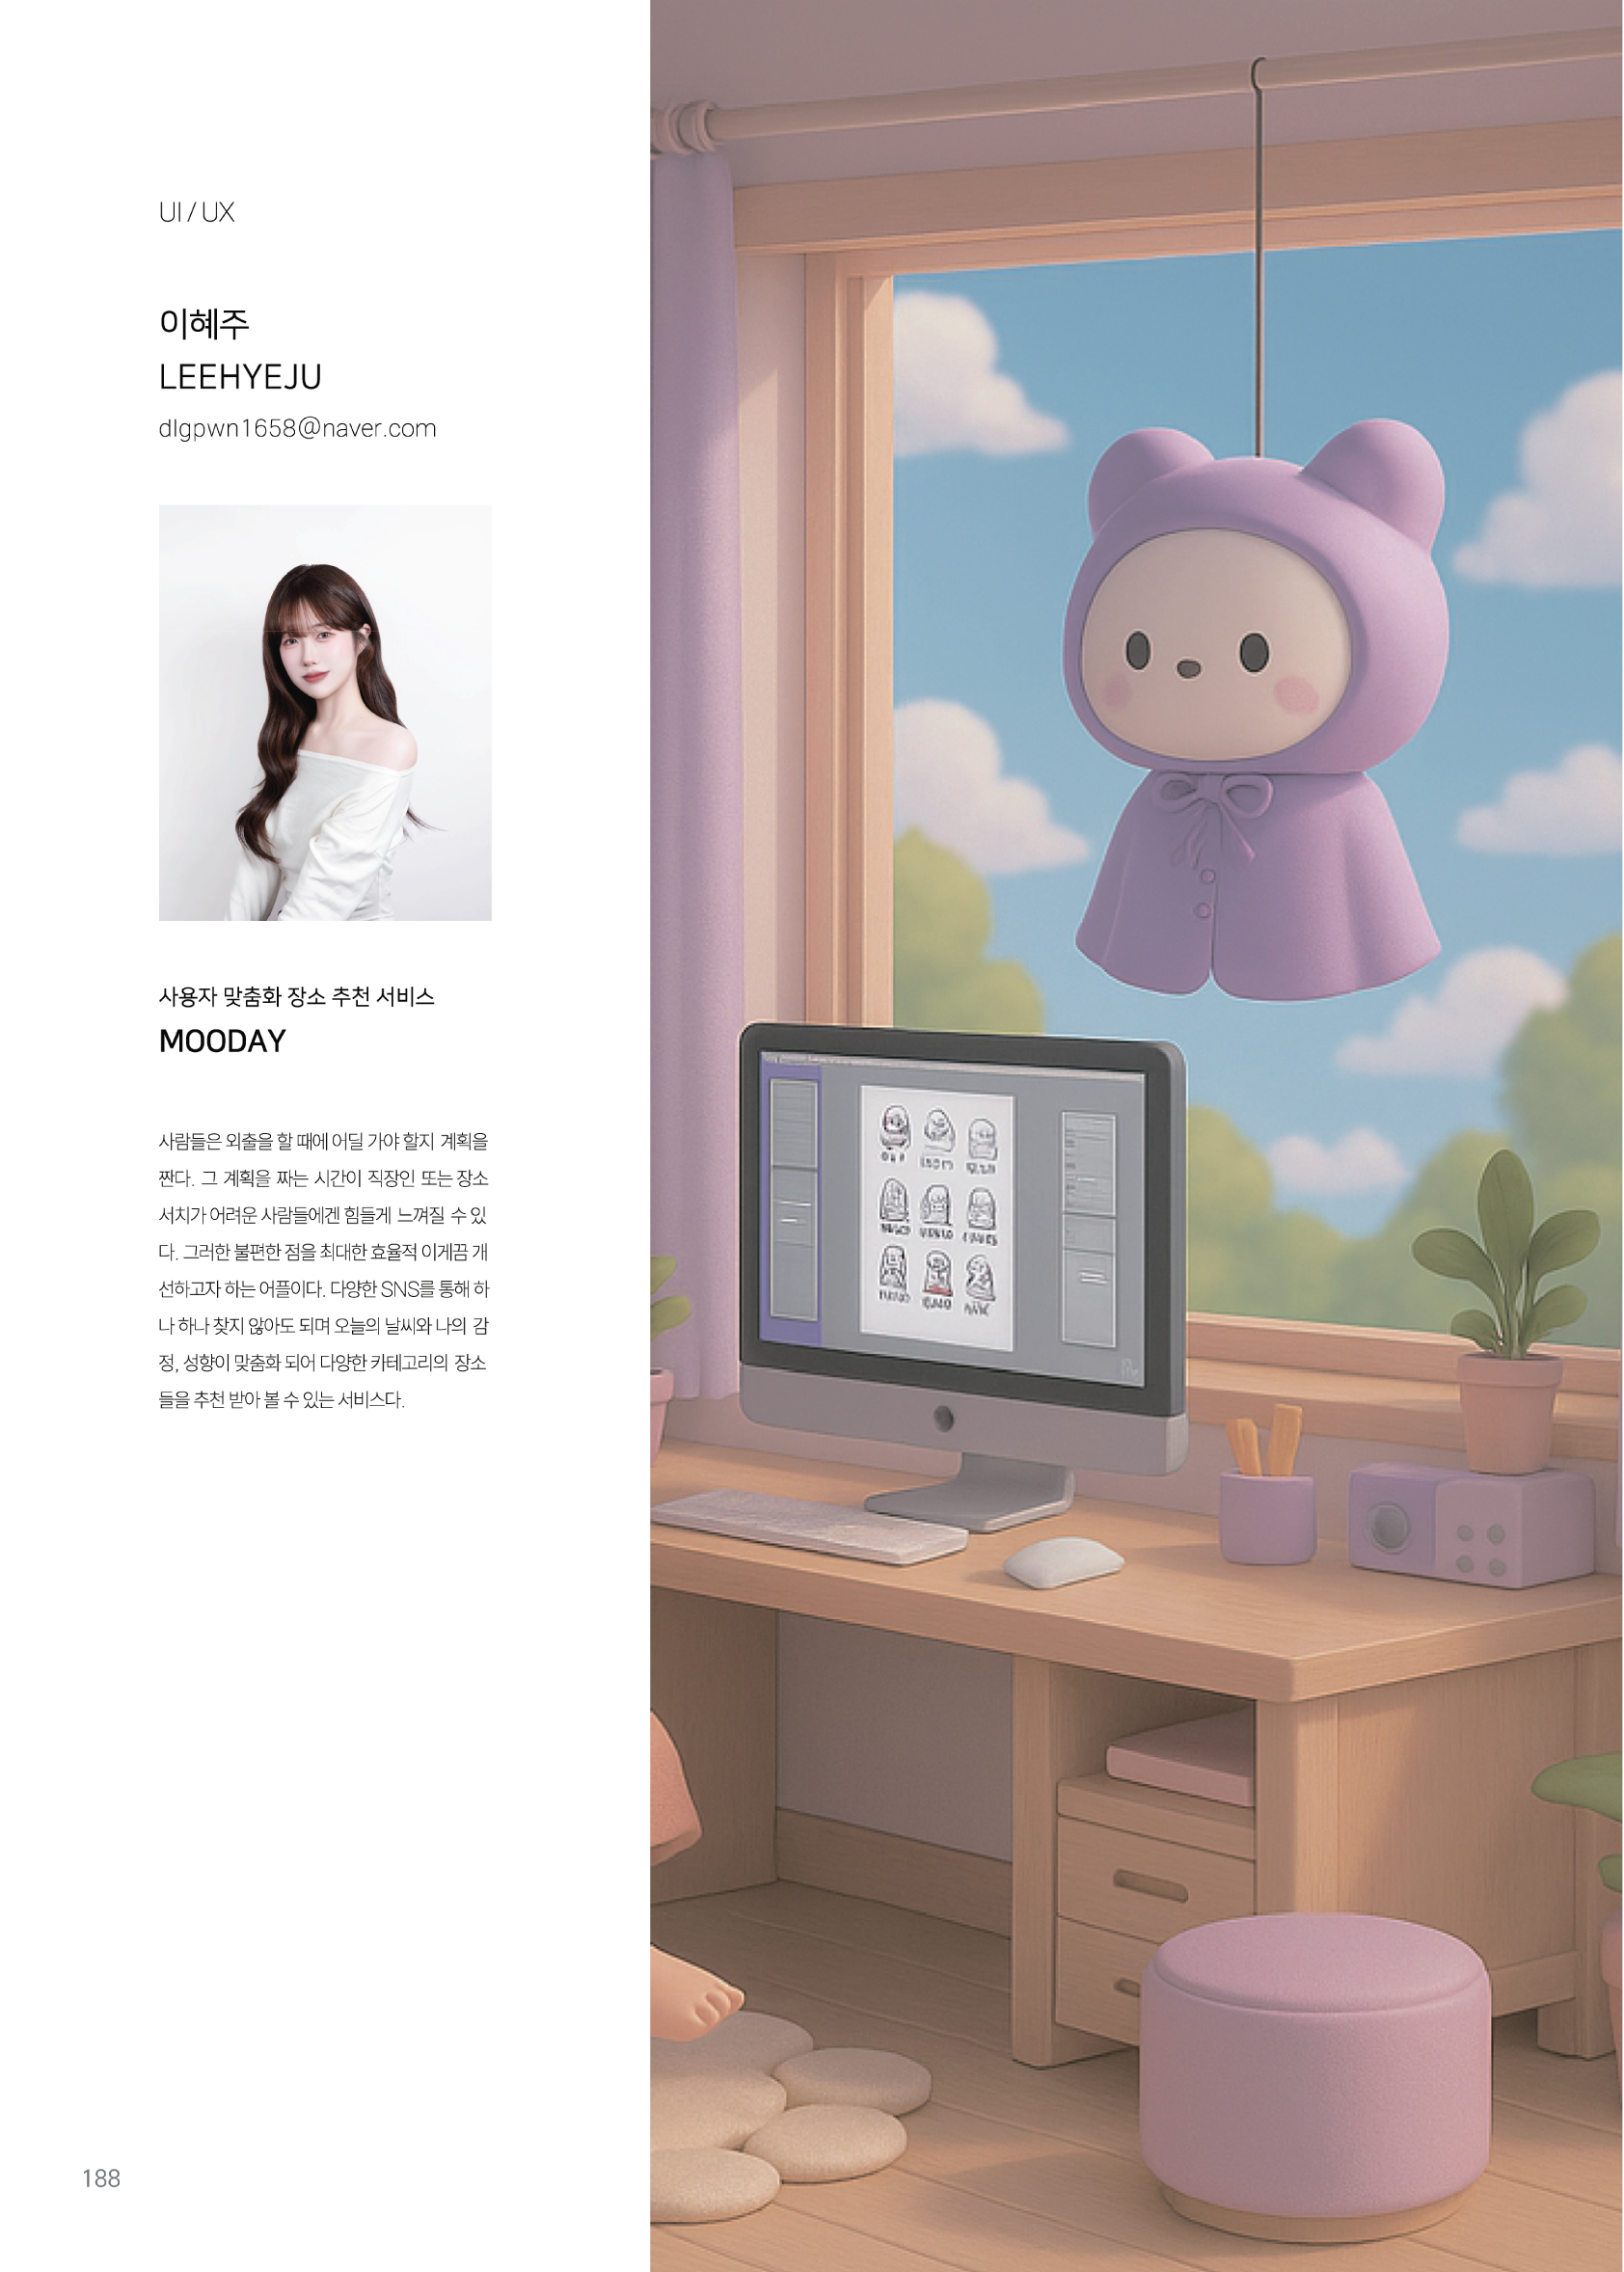 UI / UX
이혜주
LEEHYEJU
dlgpwn1658@naver.com
사용자 맞춤화 장소 추천 서비스
MOODAY
사람들은 외출을 할 때에 어딜 가야 할지 계획을
짠다. 그 계획을 짜는 시간이 직장인 또는 장소
서치가 어려운 사람들에겐 힘들게 느껴질 수 있
다. 그러한 불편한 점을 최대한 효율적 이게끔 개
선하고자 하는 어플이다. 다양한 SNS를 통해 하
나 하나 찾지 않아도 되며 오늘의 날씨와 나의 감
정, 성향이 맞춤화 되어 다양한 카테고리의 장소
들을 추천 받아 볼 수 있는 서비스다.
188